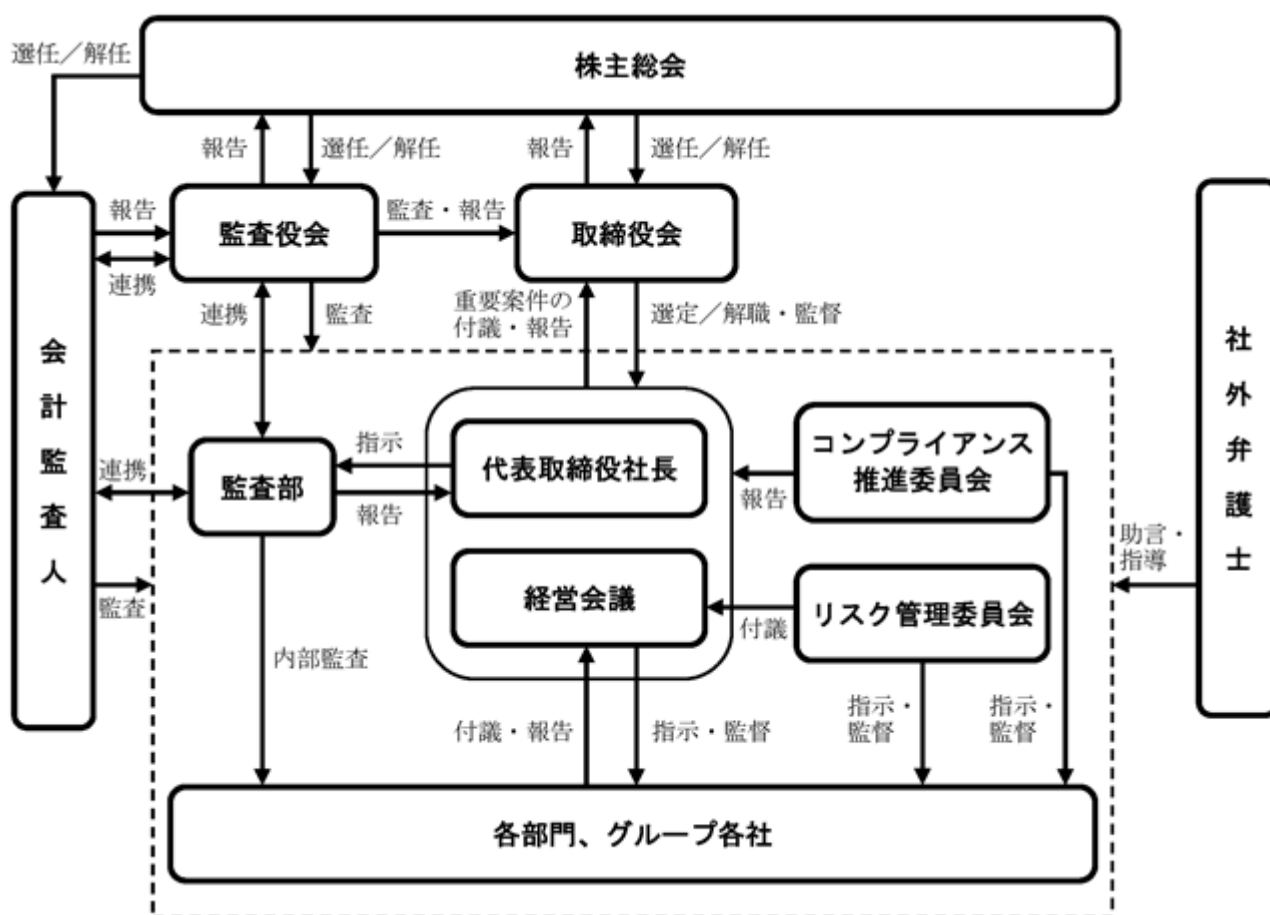 選任／解任
株主総会
報告
選任／解任
報告
選任／解任
報告
監査役会
監査・報告
取締役会
連携
連携
監査
重要案件の
付議・報告
選定／解職・監督
会計監査人
社外弁護士
指示
代表取締役社長
コンプライアンス
推進委員会
連携
監査部
報告
報告
助言・
指導
監査
経営会議
付議
リスク管理委員会
内部監査
付議・報告
指示・監督
指示・
監督
指示・
監督
各部門、グループ各社